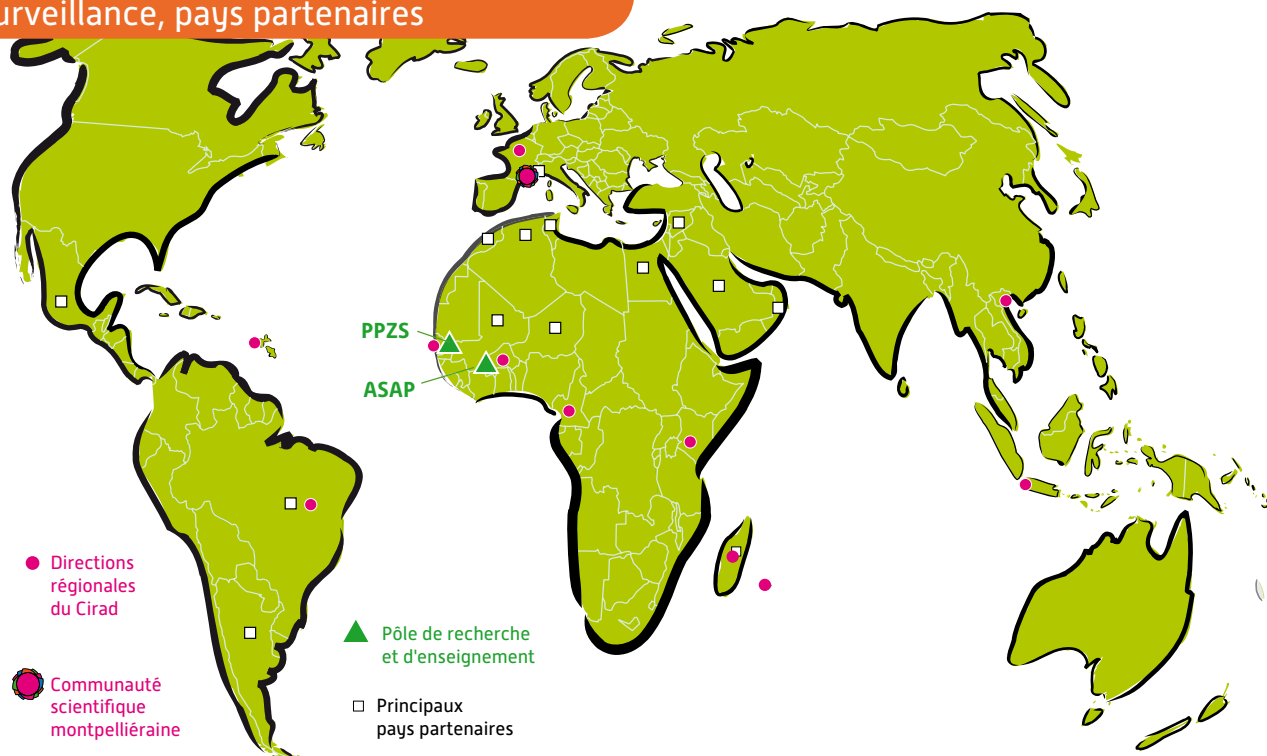 surveillance, pays partenaires
PPZS
ASAP
Directions
régionales
du Cirad
Communauté
scientifique
montpelliéraine
Pôle de recherche
et d'enseignement
Principaux
pays partenaires